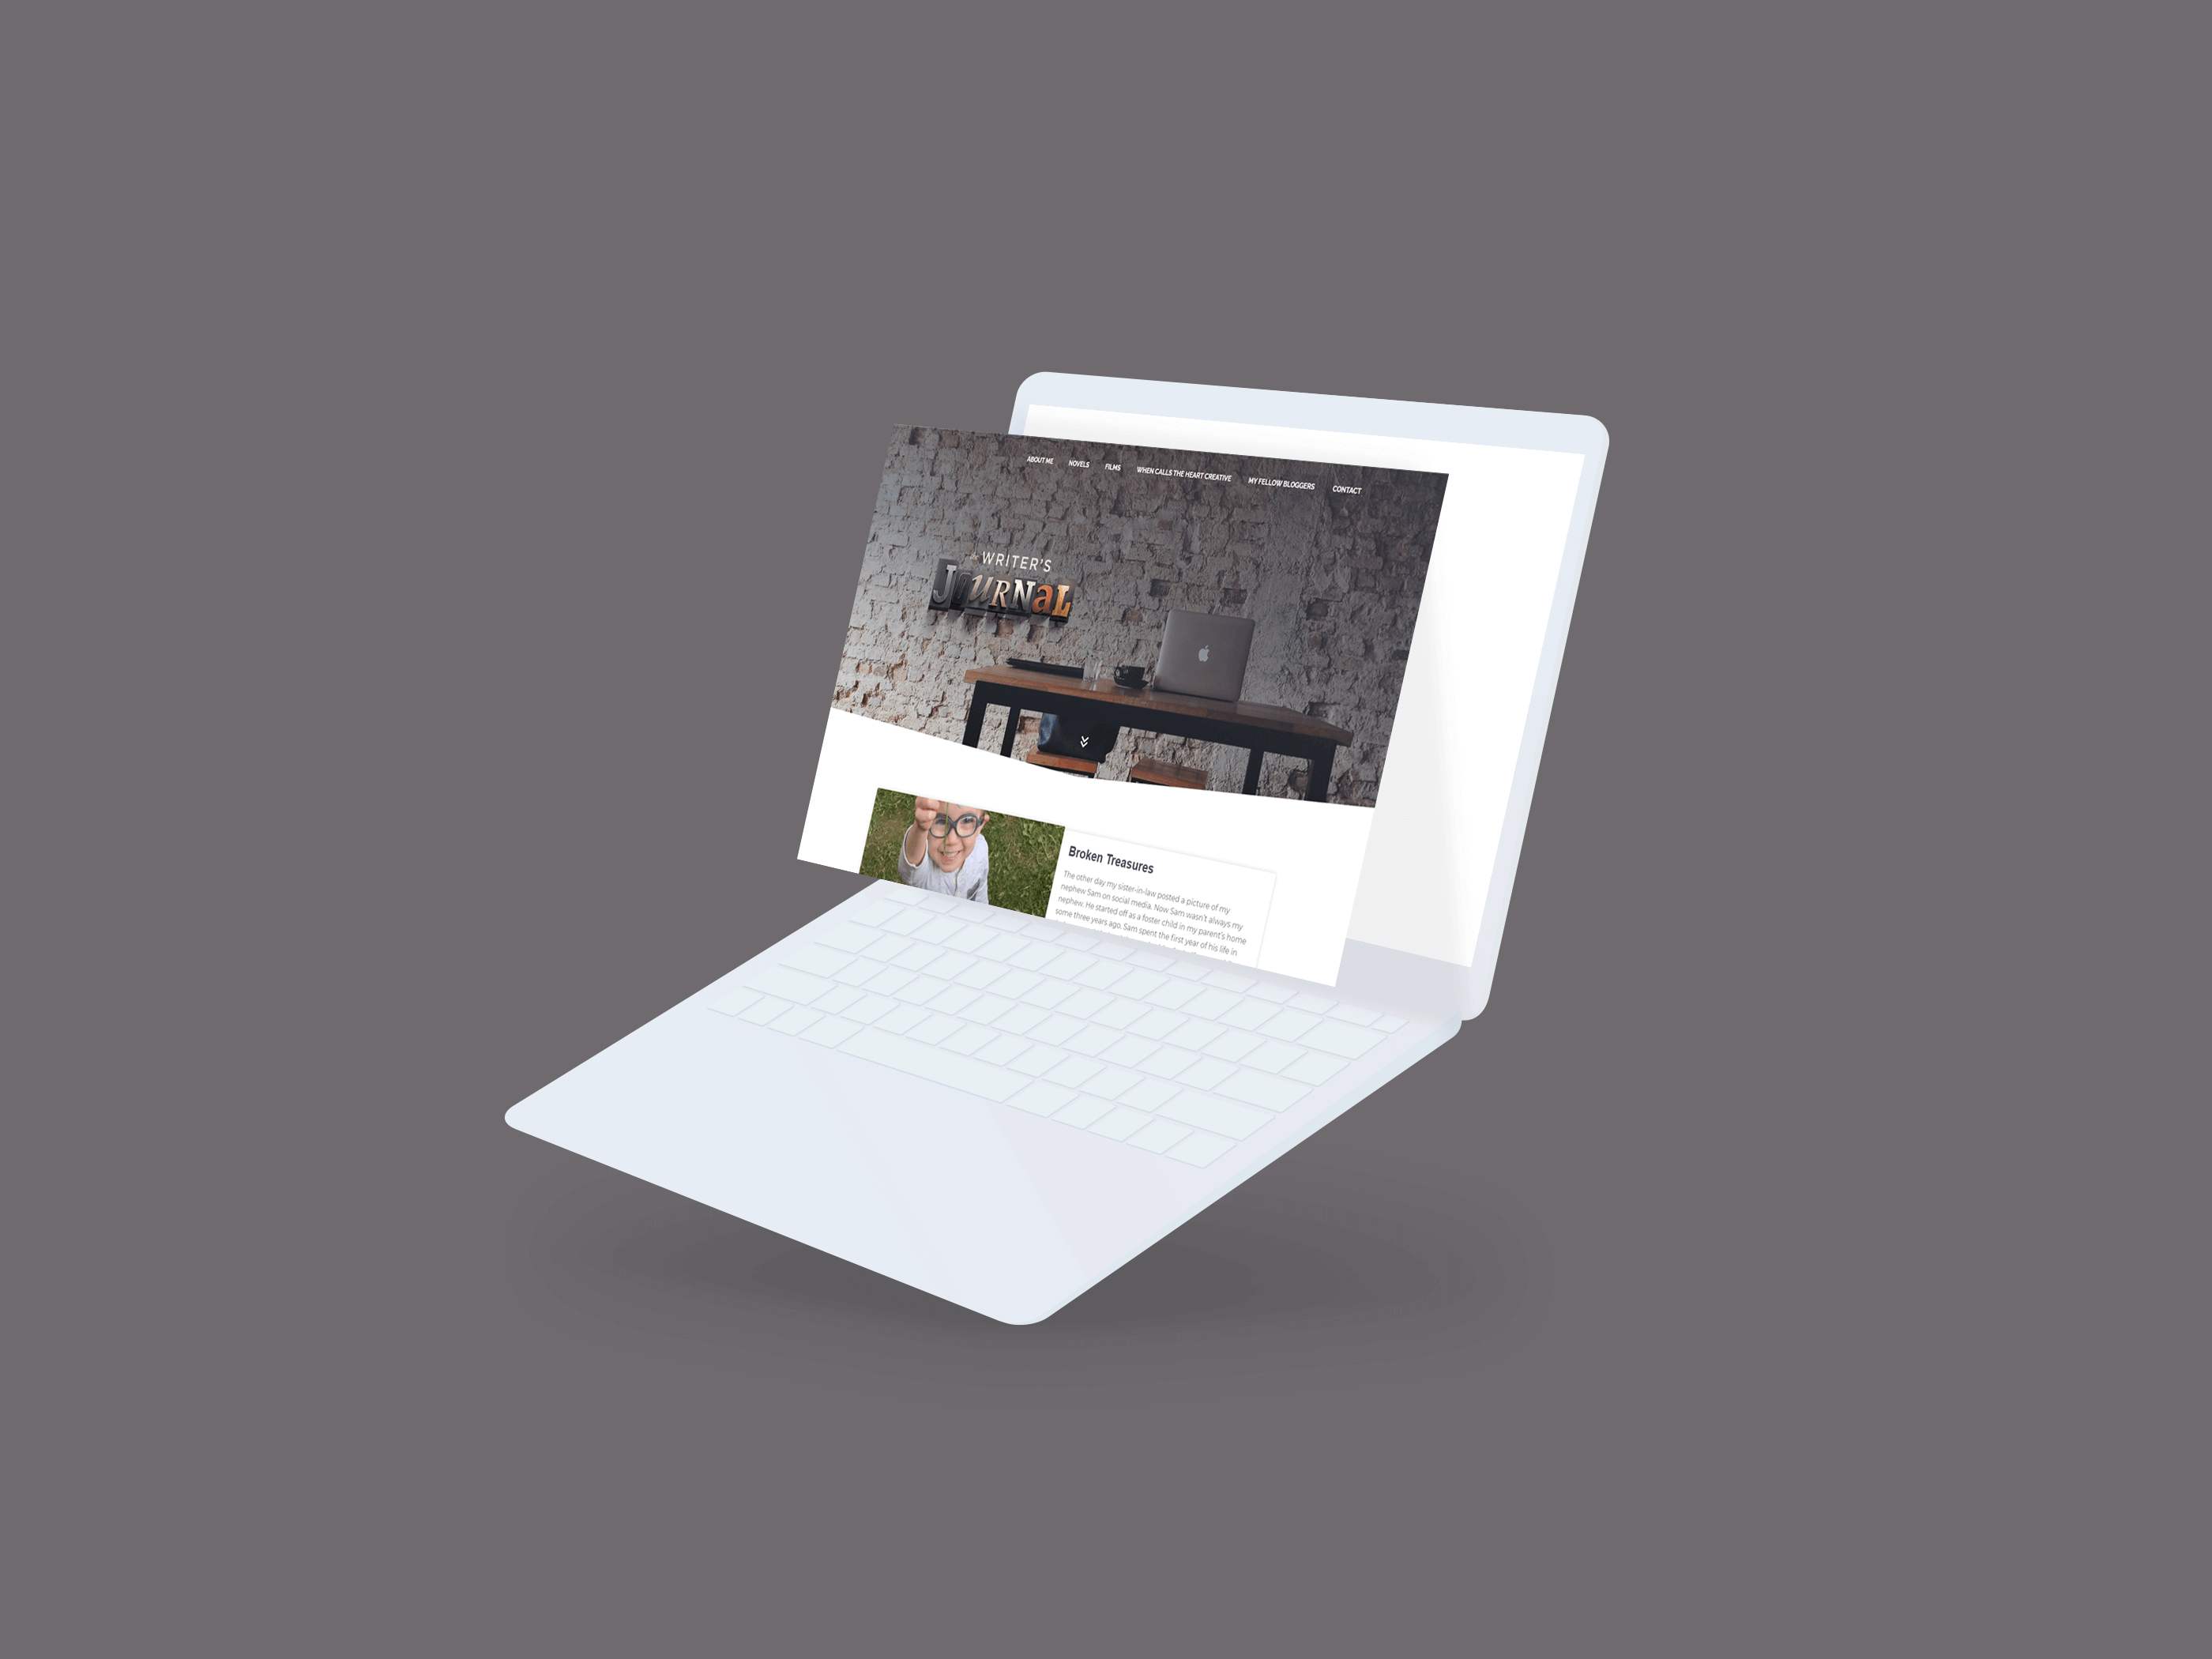 ABOUT ME NOVELS FILMS WHEN CALLS THE HEART CREATIVE MY FELLOW BLOGGERS CONTACT
the WRITER'S
JOURNAL
Broken Treasures
The other day my sister-in-law posted a picture of my
nephew Sam on social media. Now Sam wasn't always my
nephew. He started off as a foster child in my parent's home
some three years ago. Sam spent the first year of his life in